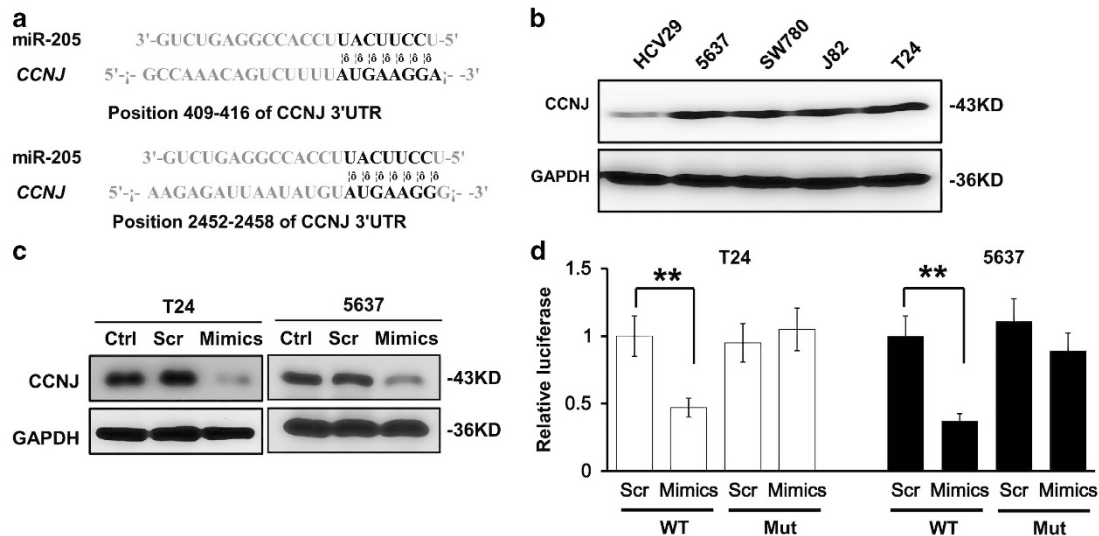 a
miR-205 3'-GUCUGAGGCCACCUUACUUCCU-5'
CCNJ 5'-¡- GCCAAACAGUCUUUUAUGAAGGA¡- -3'
Position 409-416 of CCNJ 3'UTR
miR-205 3'-GUCUGAGGCCACCUUACUUCCU-5'
CCNJ 5'-¡- AAGAGAUUAAUAUGUAUGAAGGG¡- -3'
Position 2452-2458 of CCNJ 3'UTR
b
HCV29 5637 SW780 J82 T24
CCNJ -43KD
GAPDH -36KD
c
T24 5637
Ctrl Scr Mimics Ctrl Scr Mimics
CCNJ -43KD
GAPDH -36KD
d
T24 5637
Relative luciferase
1.5
1
0.5
0
** **
Scr Mimics Scr Mimics Scr Mimics Scr Mimics
WT Mut WT Mut